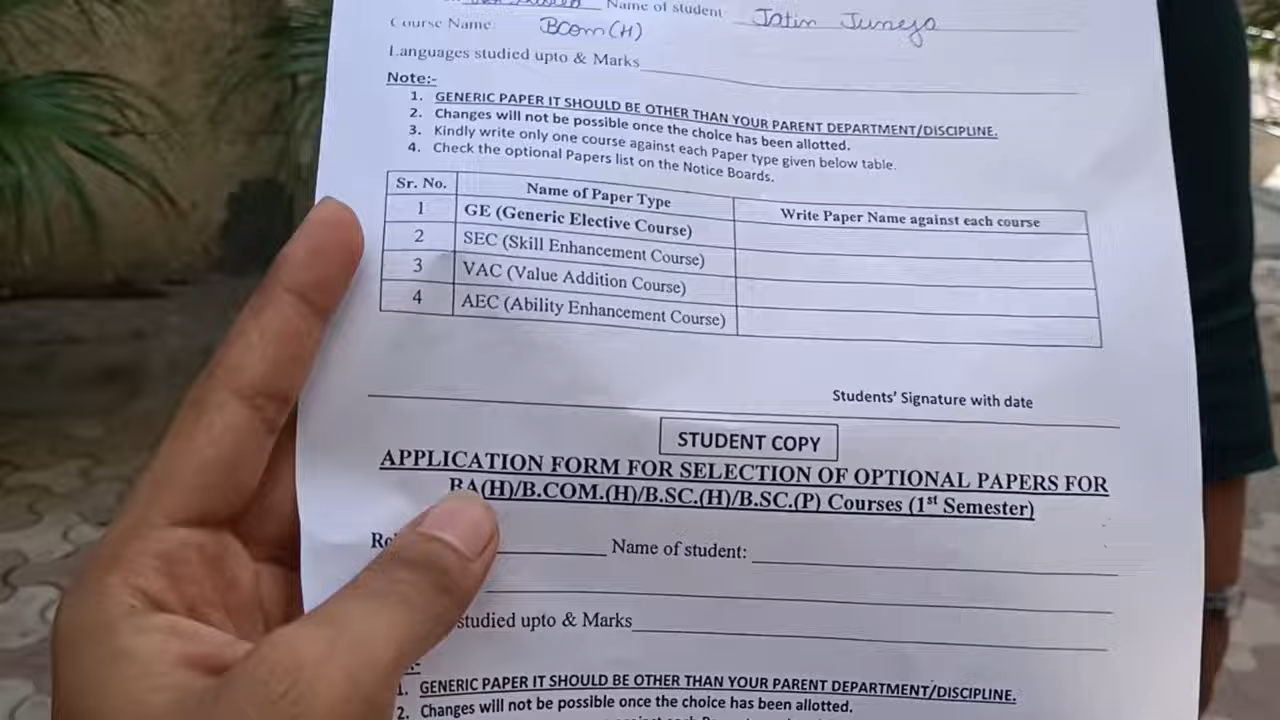 Name of student: Jatin Juneja
Course Name: BCom(H)
Languages studied upto & Marks
Note:-
1. GENERIC PAPER IT SHOULD BE OTHER THAN YOUR PARENT DEPARTMENT/DISCIPLINE.
2. Changes will not be possible once the choice has been allotted.
3. Kindly write only one course against each Paper type given below table.
4. Check the optional Papers list on the Notice Boards.
Sr. No. Name of Paper Type Write Paper Name against each course
1 GE (Generic Elective Course)
2 SEC (Skill Enhancement Course)
3 VAC (Value Addition Course)
4 AEC (Ability Enhancement Course)
Students' Signature with date
STUDENT COPY
APPLICATION FORM FOR SELECTION OF OPTIONAL PAPERS FOR
BA(H)/B.COM.(H)/B.SC.(H)/B.SC.(P) Courses (1st Semester)
Name of student:
studied upto & Marks
1. GENERIC PAPER IT SHOULD BE OTHER THAN YOUR PARENT DEPARTMENT/DISCIPLINE.
2. Changes will not be possible once the choice has been allotted.